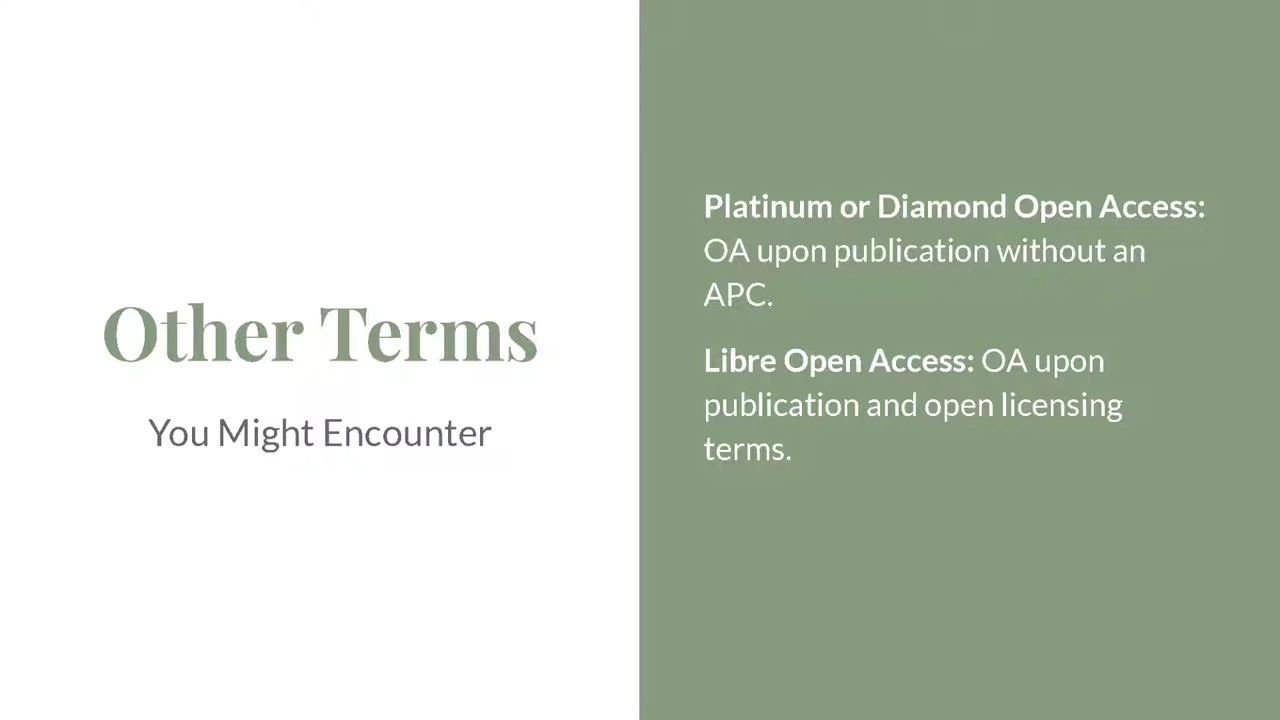 Other Terms
You Might Encounter
Platinum or Diamond Open Access:
OA upon publication without an
APC.
Libre Open Access: OA upon
publication and open licensing
terms.